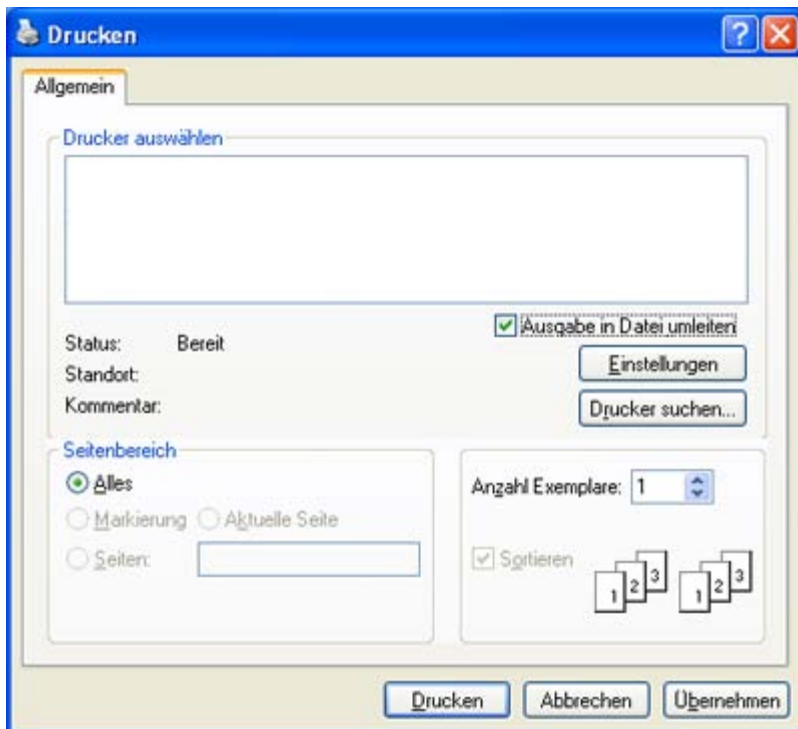 Drucken
Allgemein
Drucker auswählen
Ausgabe in Datei umleiten
Status: Bereit
Einstellungen
Standort:
Kommentar:
Drucker suchen...
Seitenbereich
Alles
Anzahl Exemplare: 1
Markierung Aktuelle Seite
Seiten:
Sortieren
1 2 3 1 2 3
Drucken Abbrechen Übernehmen